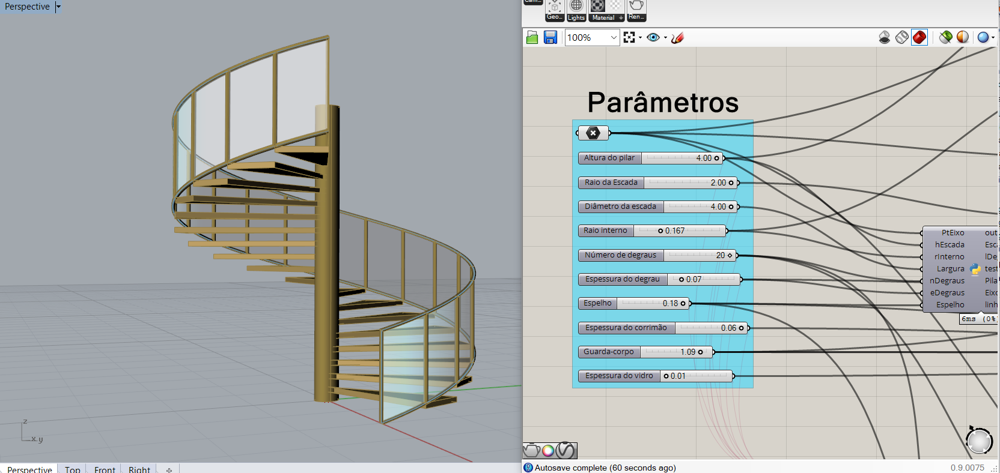 Perspective
z
x y
Perspective
Top
Front
Right
Geo...
Lights
Material
Ren...
100%
Parâmetros
Altura do pilar 4.00
Raio da Escada 2.00
Diâmetro da escada 4.00
Raio interno 0.167
Número de degraus 20
Espessura do degrau 0.07
Espelho 0.18
Espessura do corrimão 0.06
Guarda-corpo 1.09
Espessura do vidro 0.01
PtEixo out
hEscada Esc
rInterno lDe
Largura test
nDegraus Pila
eDegraus Eixo
Espelho linh
6ms (0%
Autosave complete (60 seconds ago)
0.9.0075